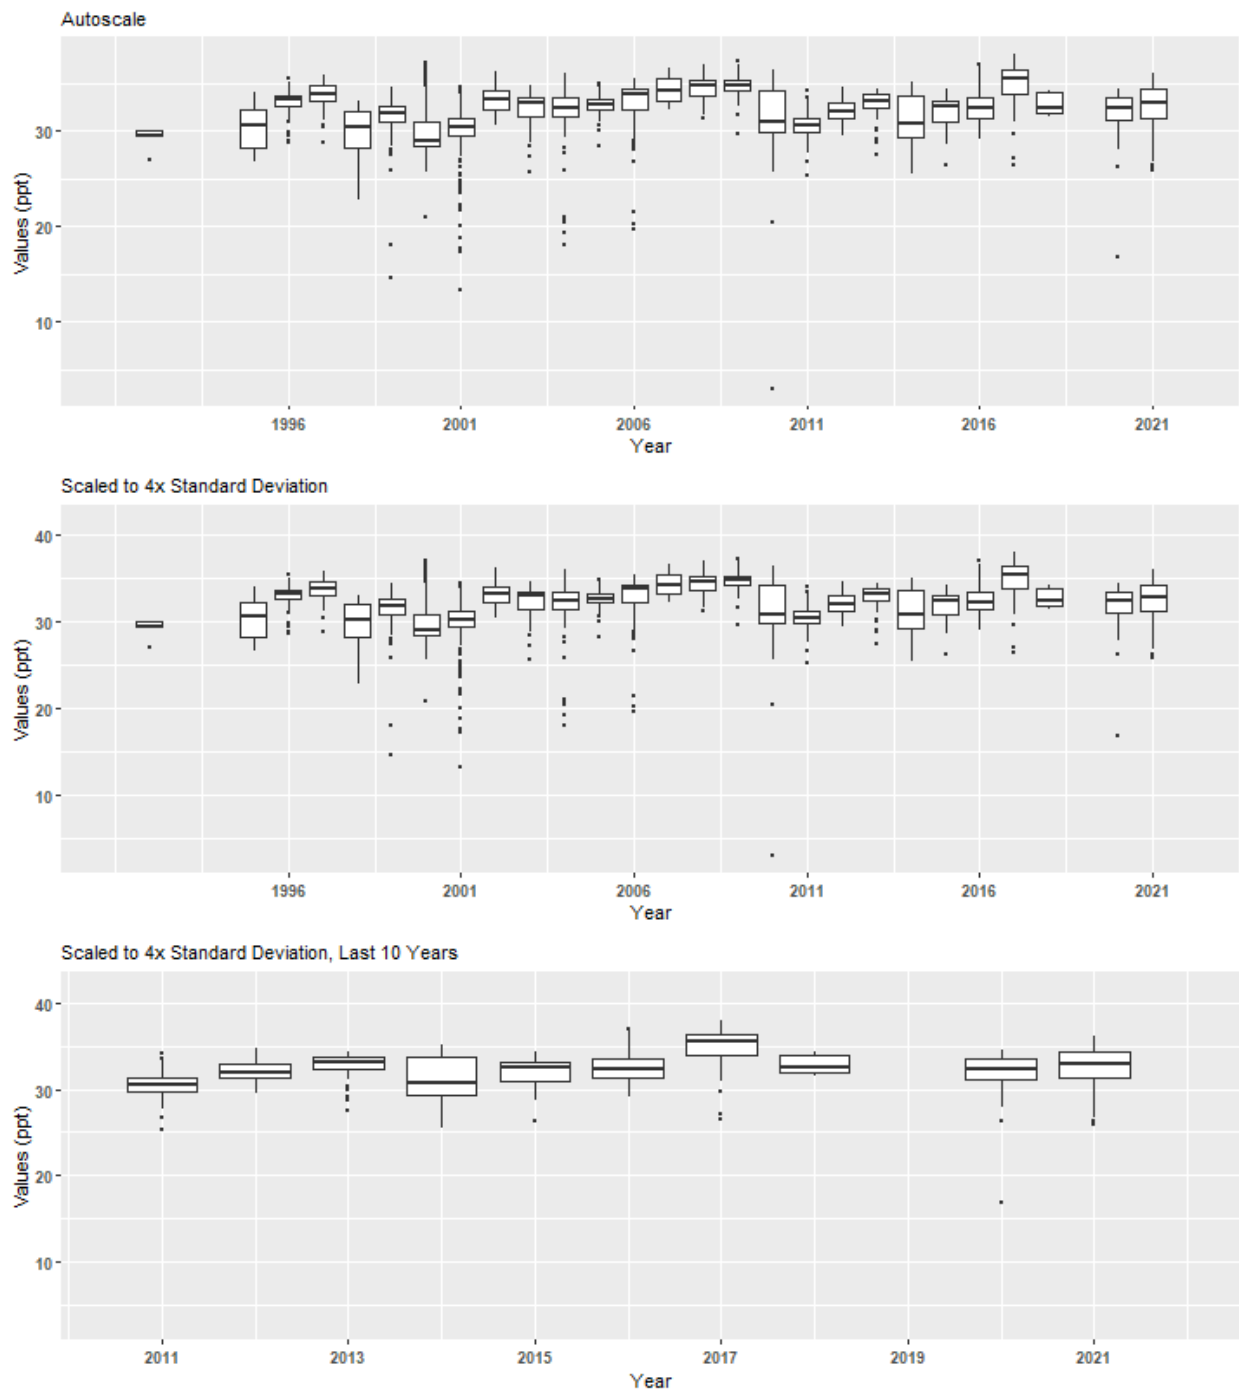 Autoscale
Values (ppt)
30
20
10
1996 2001 2006 2011 2016 2021
Year
Scaled to 4x Standard Deviation
Values (ppt)
40
30
20
10
1996 2001 2006 2011 2016 2021
Year
Scaled to 4x Standard Deviation, Last 10 Years
Values (ppt)
40
30
20
10
2011 2013 2015 2017 2019 2021
Year